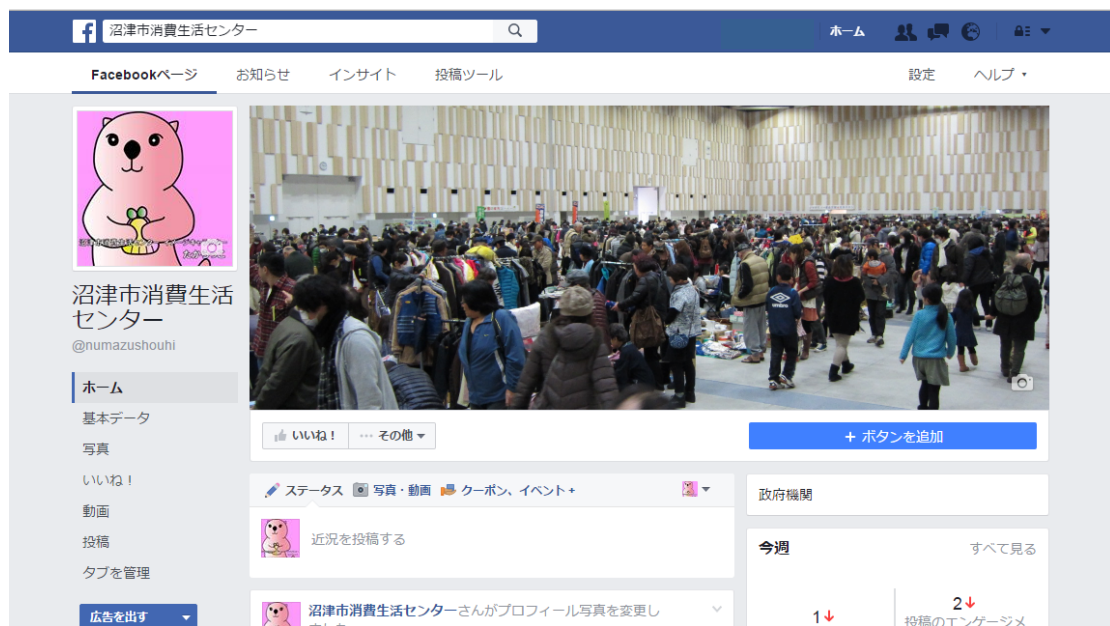 沼津市消費生活センター
ホーム
Facebookページ
お知らせ
インサイト
投稿ツール
設定
ヘルプ
沼津市消費生活
センター
@numazushouhi
ホーム
基本データ
写真
いいね！
動画
投稿
タブを管理
広告を出す
いいね！
その他
+ ボタンを追加
ステータス
写真・動画
クーポン、イベント+
近況を投稿する
沼津市消費生活センターさんがプロフィール写真を変更し
政府機関
今週
すべて見る
1
2
投稿のエンゲージメ